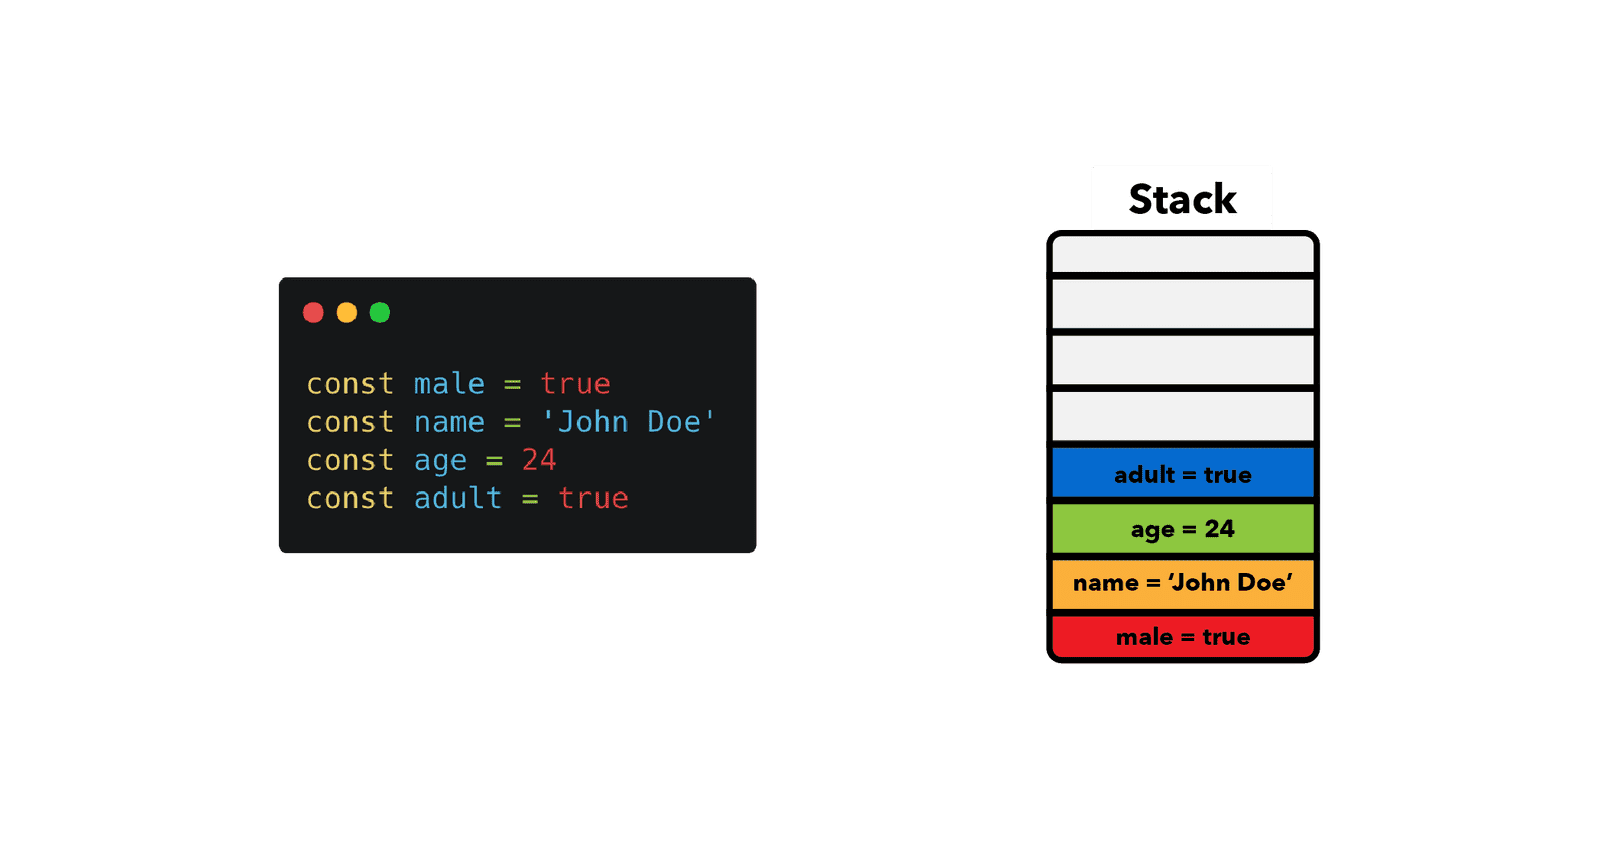 const male = true
const name = 'John Doe'
const age = 24
const adult = true
Stack
adult = true
age = 24
name = ‘John Doe’
male = true